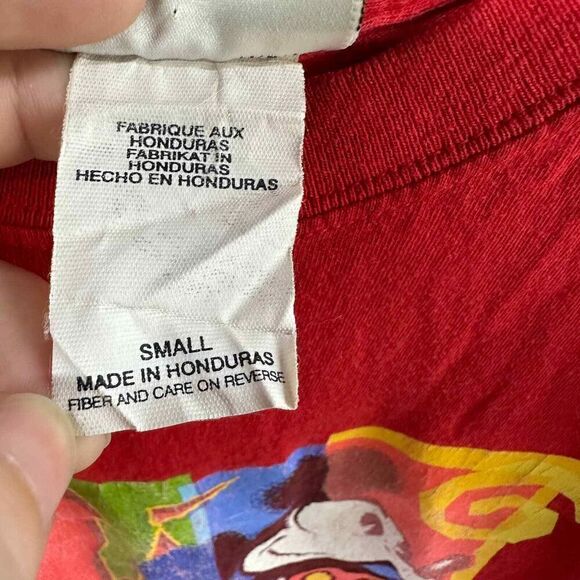 FABRIQUE AUX
HONDURAS
FABRIKAT IN
HONDURAS
HECHO EN HONDURAS
SMALL
MADE IN HONDURAS
FIBER AND CARE ON REVERSE